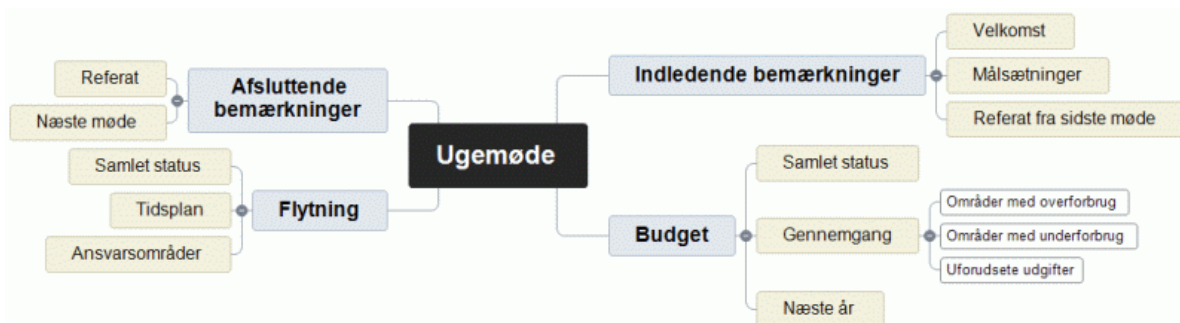 Ugemøde
Indledende bemærkninger
Velkomst
Målsætninger
Referat fra sidste møde
Budget
Samlet status
Gennemgang
Områder med overforbrug
Områder med underforbrug
Uforudsete udgifter
Næste år
Flytning
Samlet status
Tidsplan
Ansvarsområder
Afsluttende
bemærkninger
Referat
Næste møde